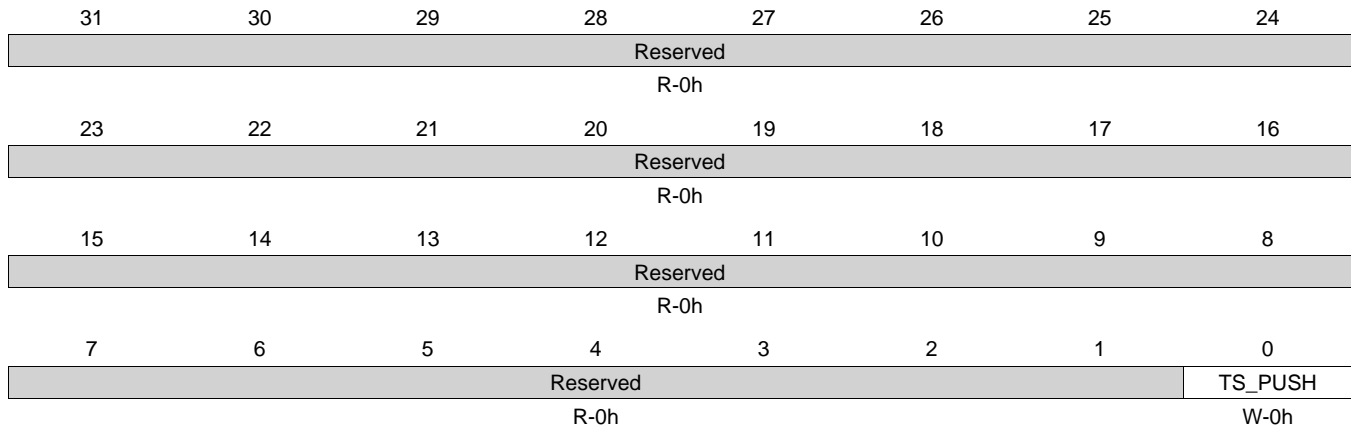 31 30 29 28 27 26 25 24
Reserved
R-0h
23 22 21 20 19 18 17 16
Reserved
R-0h
15 14 13 12 11 10 9 8
Reserved
R-0h
7 6 5 4 3 2 1 0
Reserved TS_PUSH
R-0h W-0h